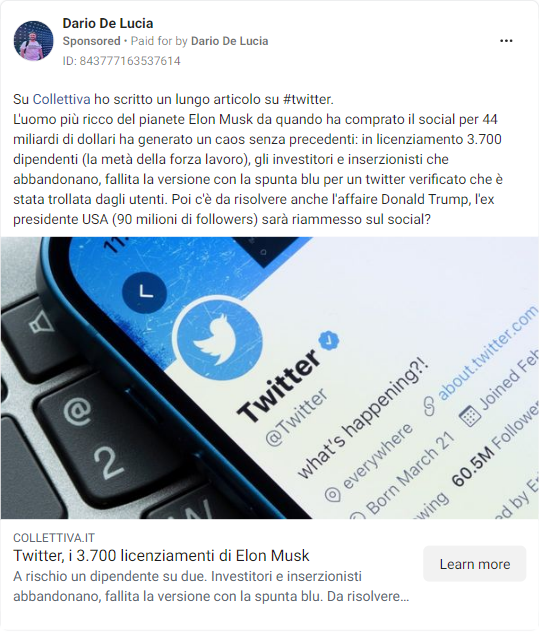 Dario De Lucia
Sponsored • Paid for by Dario De Lucia
ID: 843777163537614
Su Collettiva ho scritto un lungo articolo su #twitter.
L'uomo più ricco del pianete Elon Musk da quando ha comprato il social per 44
miliardi di dollari ha generato un caos senza precedenti: in licenziamento 3.700
dipendenti (la metà della forza lavoro), gli investitori e inserzionisti che
abbandonano, fallita la versione con la spunta blu per un twitter verificato che è
stata trollata dagli utenti. Poi c'è da risolvere anche l'affaire Donald Trump, l'ex
presidente USA (90 milioni di followers) sarà riammesso sul social?
11:
Twitter
@Twitter
what's happening?!
everywhere
about.twitter.com
Born March 21
Joined Feb
wing
60.5M Follower
ed by E
@
2
W
COLLETTIVA.IT
Twitter, i 3.700 licenziamenti di Elon Musk
A rischio un dipendente su due. Investitori e inserzionisti
abbandonano, fallita la versione con la spunta blu. Da risolvere...
Learn more